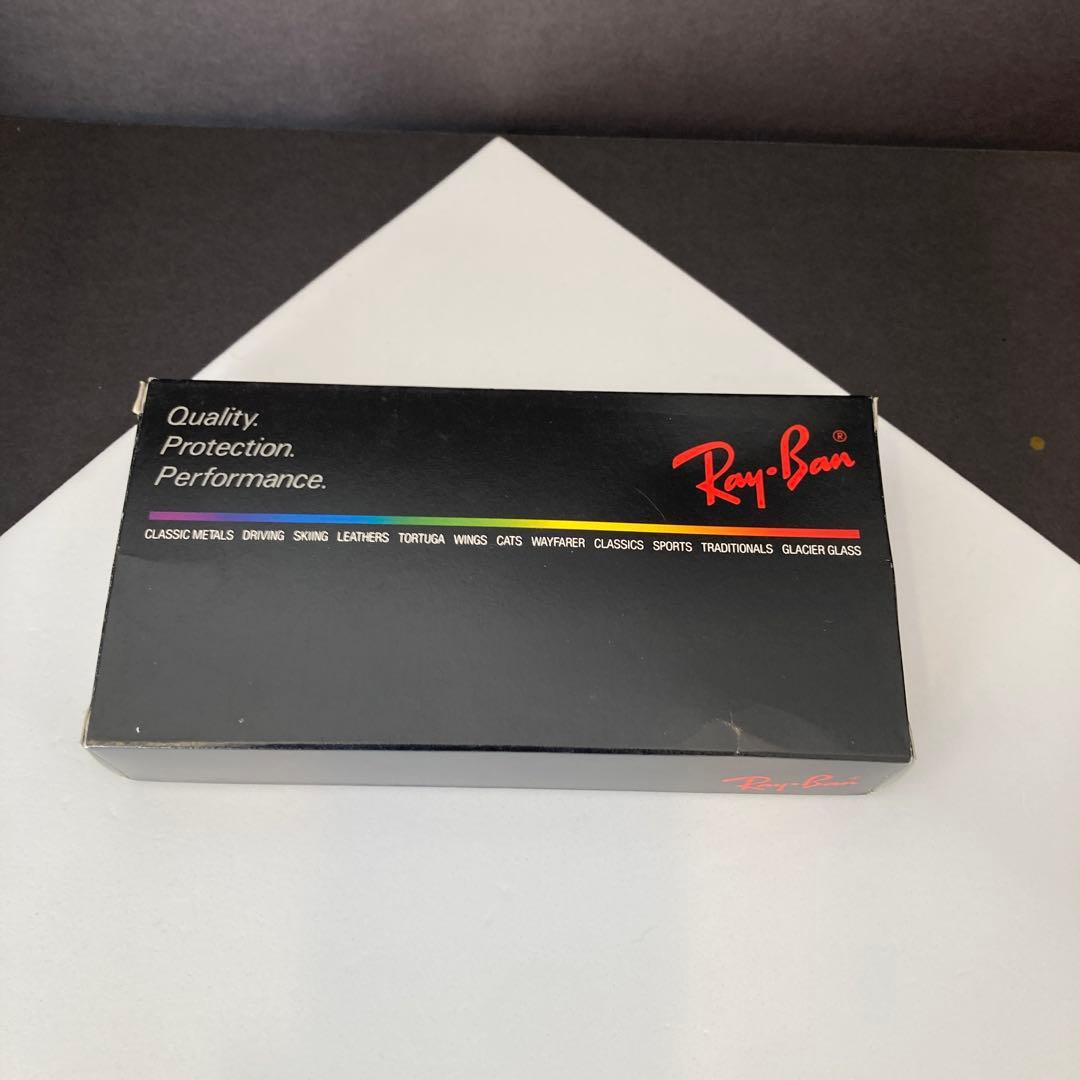 Quality.
Protection.
Performance.
Ray-Ban®
CLASSIC METALS DRIVING SKIING LEATHERS TORTUGA WINGS CATS WAYFARER CLASSICS SPORTS TRADITIONALS GLACIER GLASS
Ray-Ban